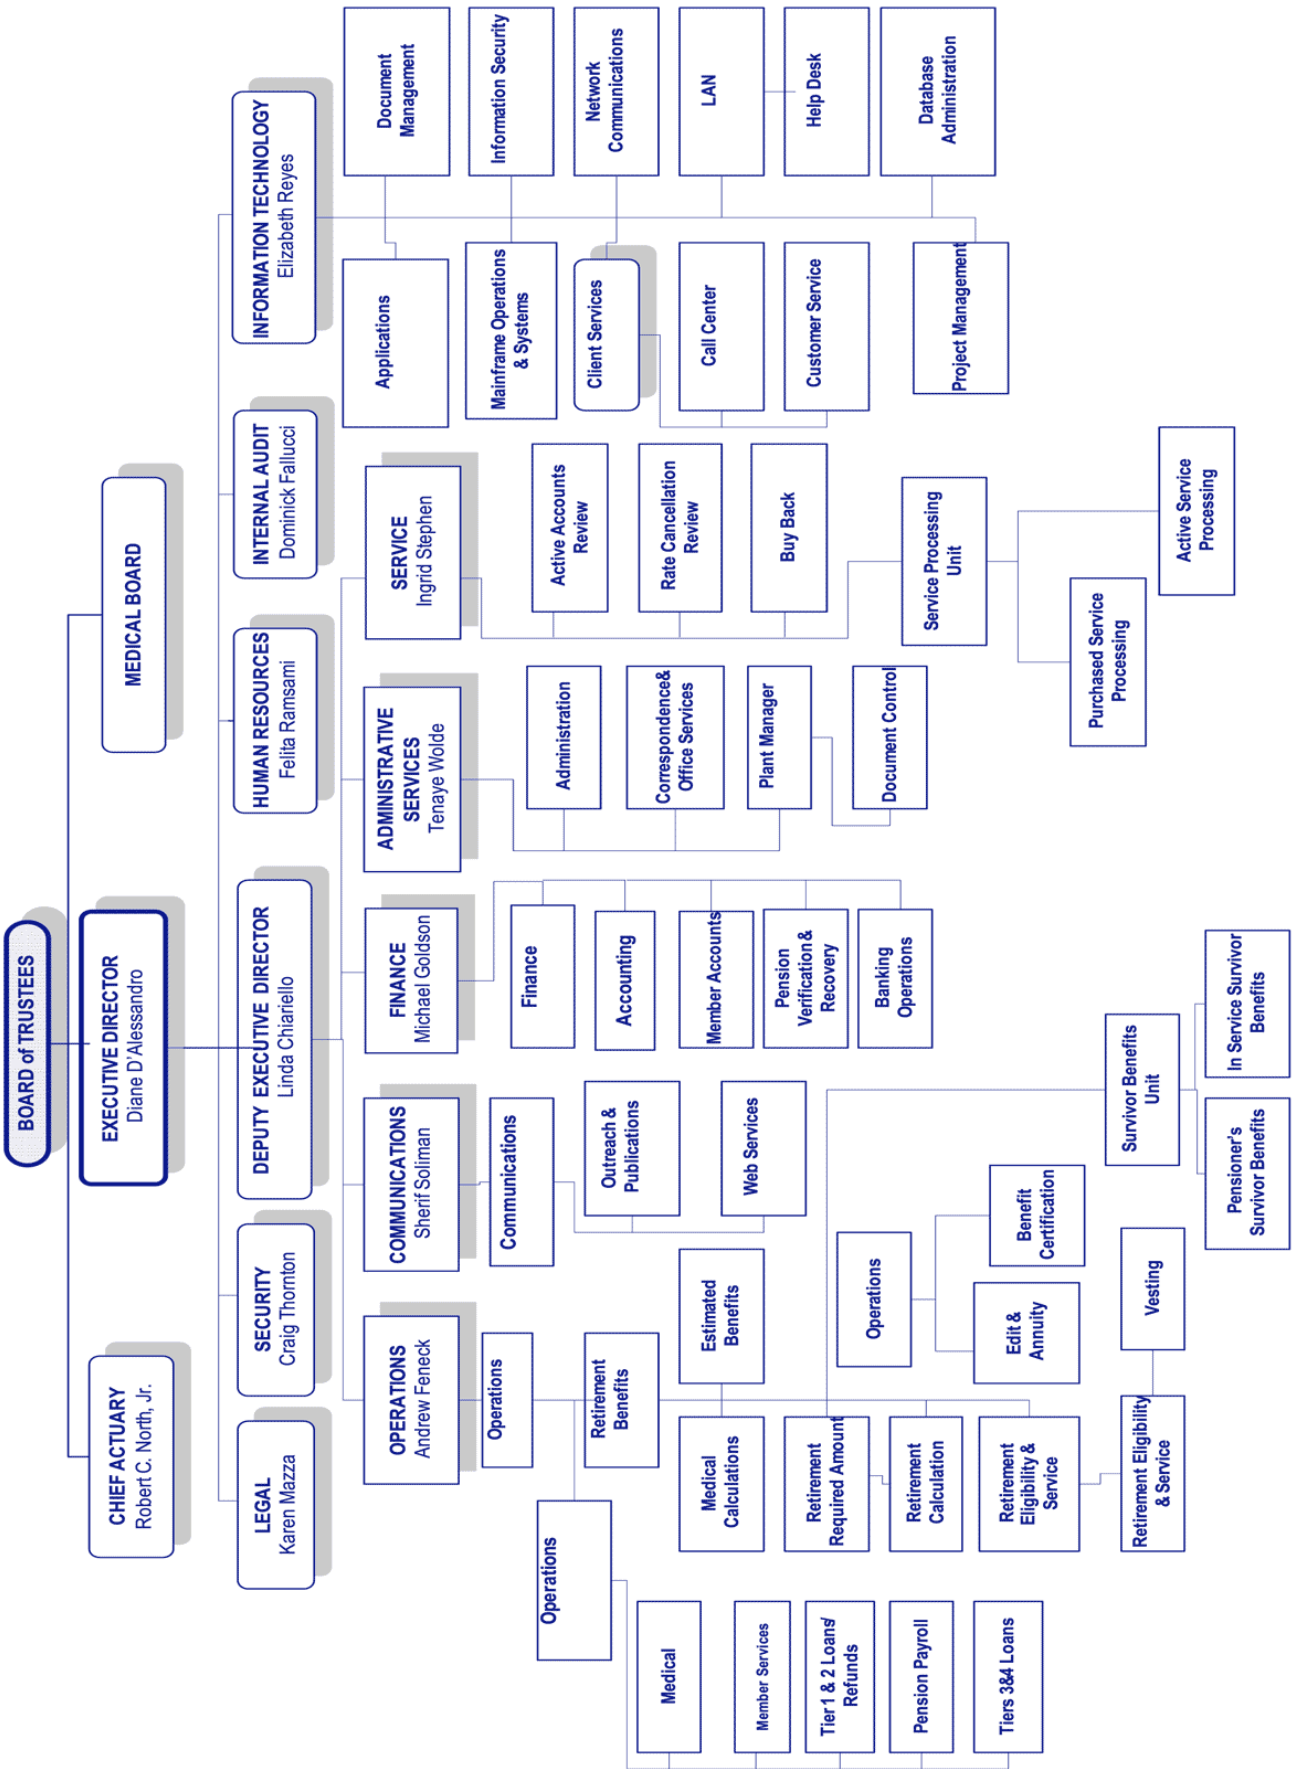 BOARD of TRUSTEES
CHIEF ACTUARY
Robert C. North, Jr.
EXECUTIVE DIRECTOR
Diane D'Alessandro
MEDICAL BOARD
LEGAL
Karen Mazza
SECURITY
Craig Thornton
DEPUTY EXECUTIVE DIRECTOR
Linda Chiariello
HUMAN RESOURCES
Felita Ramsami
INTERNAL AUDIT
Dominick Fallucci
INFORMATION TECHNOLOGY
Elizabeth Reyes
OPERATIONS
Andrew Feneck
COMMUNICATIONS
Sherif Soliman
FINANCE
Michael Goldson
ADMINISTRATIVE
SERVICES
Tenaye Wolde
SERVICE
Ingrid Stephen
Operations
Retirement
Benefits
Operations
Medical
Member Services
Tier 1 & 2 Loans/
Refunds
Pension Payroll
Tiers 3&4 Loans
Medical
Calculations
Estimated
Benefits
Retirement
Required Amount
Retirement
Calculation
Retirement
Eligibility &
Service
Retirement Eligibility
& Service
Vesting
Operations
Edit &
Annuity
Benefit
Certification
Survivor Benefits
Unit
Pensioner's
Survivor Benefits
In Service Survivor
Benefits
Communications
Outreach &
Publications
Web Services
Finance
Accounting
Member Accounts
Pension
Verification &
Recovery
Banking
Operations
Administration
Correspondence&
Office Services
Plant Manager
Document Control
Active Accounts
Review
Rate Cancellation
Review
Buy Back
Service Processing
Unit
Purchased Service
Processing
Active Service
Processing
Applications
Document
Management
Mainframe Operations
& Systems
Information Security
Client Services
Network
Communications
Call Center
LAN
Customer Service
Help Desk
Project Management
Database
Administration